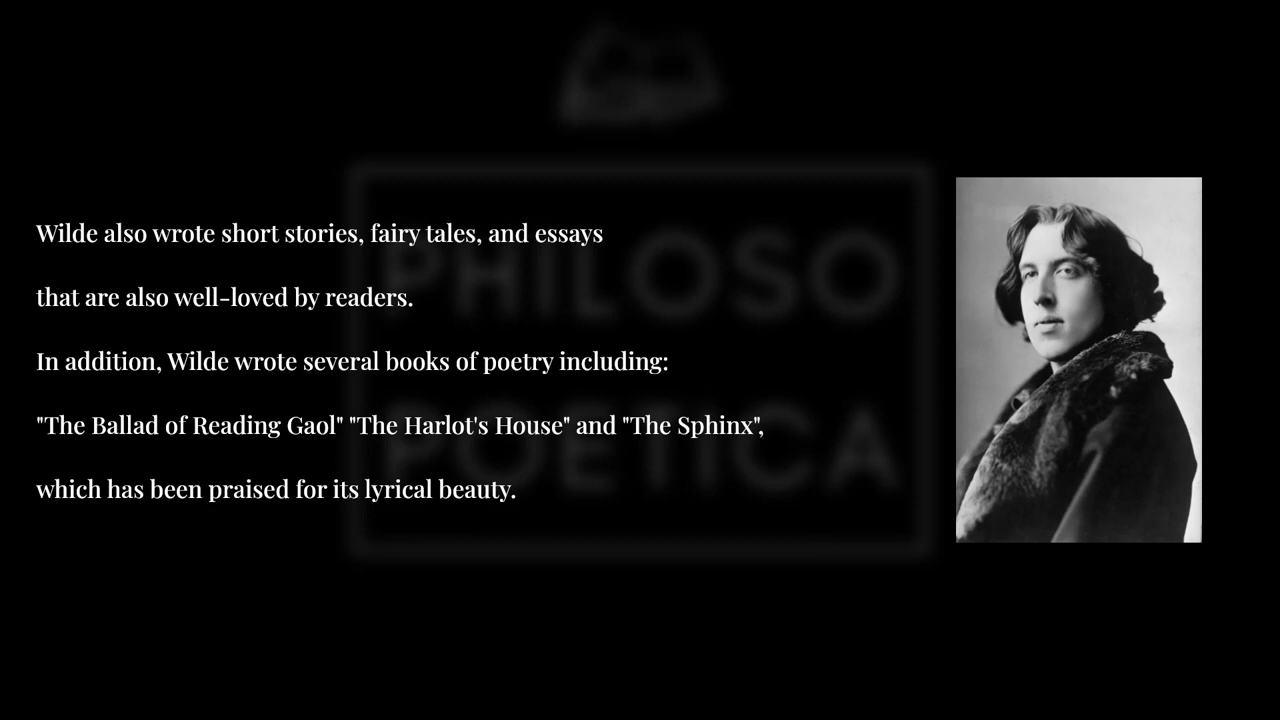 PHILOSO
POETICA
Wilde also wrote short stories, fairy tales, and essays
that are also well-loved by readers.
In addition, Wilde wrote several books of poetry including:
"The Ballad of Reading Gaol" "The Harlot's House" and "The Sphinx",
which has been praised for its lyrical beauty.